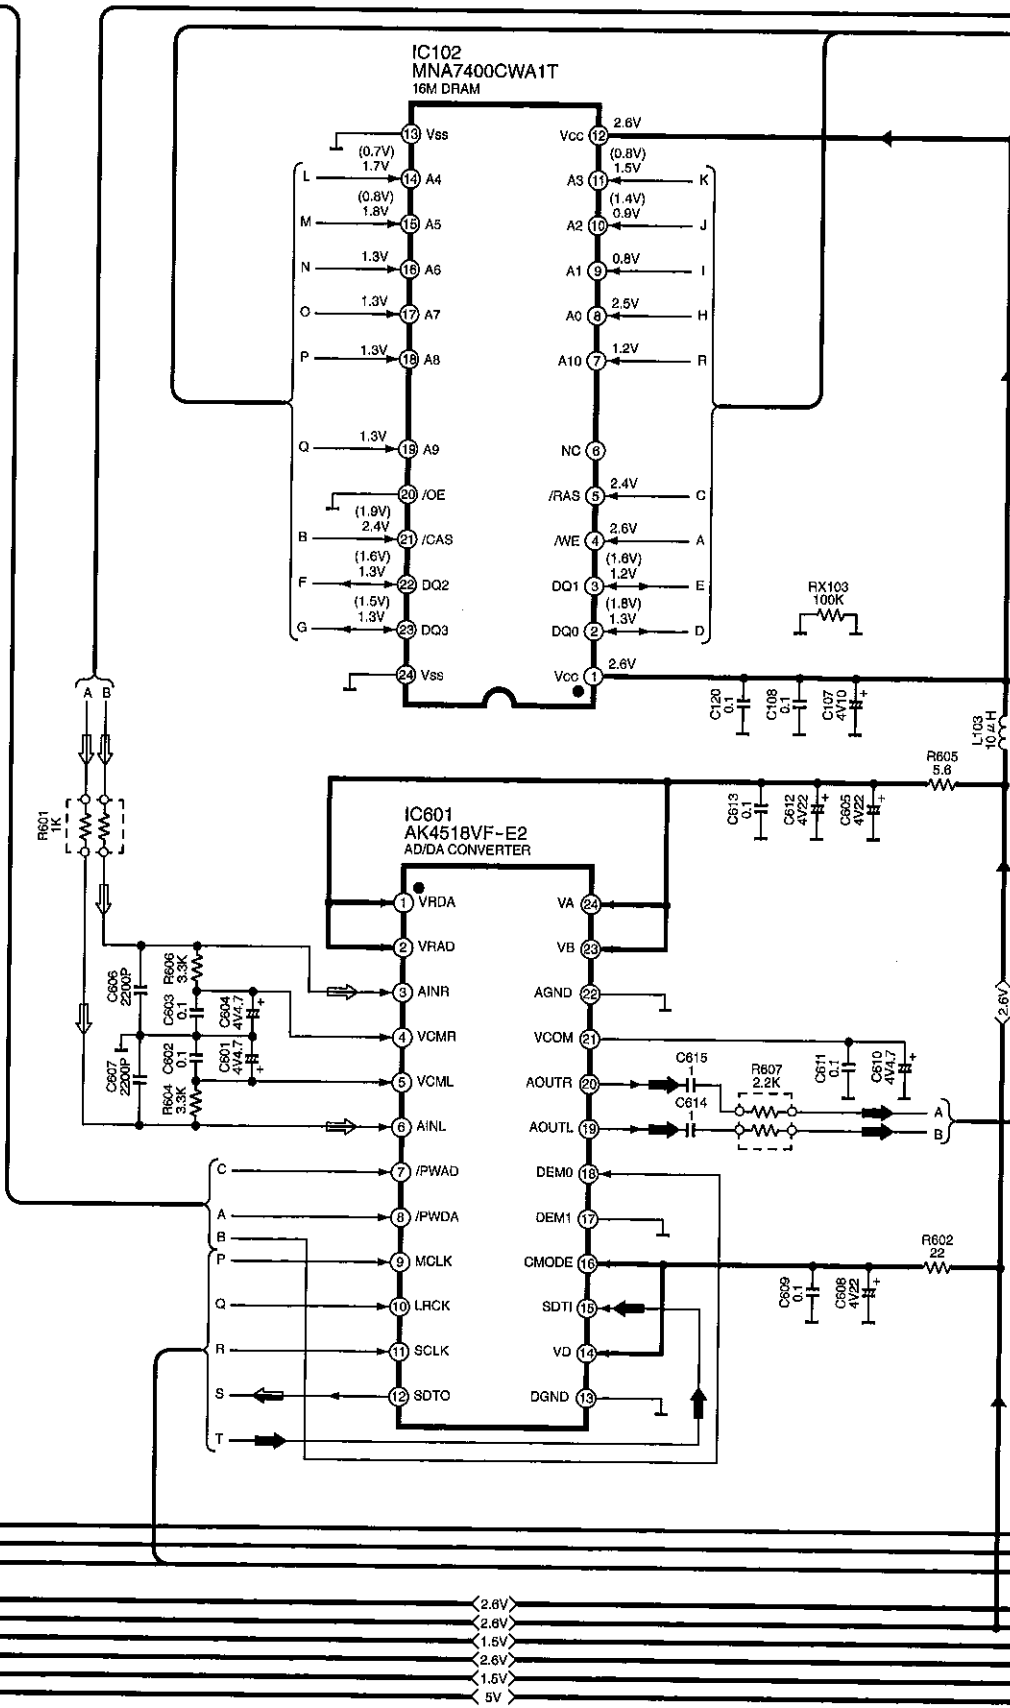 IC102
MNA7400CWA1T
16M DRAM
13 Vss
Vcc 12 2.6V
L (0.7V) 1.7V 14 A4
A3 11 (0.8V) 1.5V K
M (0.8V) 1.8V 15 A5
A2 10 (1.4V) 0.9V J
N 1.3V 16 A6
A1 9 0.8V I
O 1.3V 17 A7
A0 8 2.5V H
P 1.3V 18 A8
A10 7 1.2V R
Q 1.3V 19 A9
NC 6
20 /OE
/RAS 5 2.4V C
B (1.9V) 2.4V 21 /CAS
/WE 4 2.6V A
F (1.6V) 1.3V 22 DQ2
DQ1 3 (1.6V) 1.2V E
G (1.5V) 1.3V 23 DQ3
DQ0 2 (1.8V) 1.3V D
24 Vss
Vcc 1 2.6V
RX103
100K
C120
0.1
C108
0.1
C107
4V10 +
L103
10μH
A B
R601
1K
R605
5.6
C613
0.1
C612
4V22 +
C605
4V22 +
IC601
AK4518VF-E2
AD/DA CONVERTER
1 VRDA
VA 24
2 VRAD
VB 23
3 AINR
AGND 22
4 VCMR
VCOM 21
5 VCML
AOUTR 20
6 AINL
AOUTL 19
C 7 /PWAD
DEM0 18
A 8 /PWDA
DEM1 17
B
P 9 MCLK
CMODE 16
Q 10 LRCK
SDTI 15
R 11 SCLK
VD 14
S 12 SDTO
DGND 13
T
C606
2200P
R606
3.3K
C603
0.1
C604
4V4.7 +
C607
2200P
C602
0.1
C601
4V4.7 +
R604
3.3K
C615
1
C614
1
R607
2.2K
C611
0.1
C610
4V4.7 +
A
B
2.6V
R602
22
C609
0.1
C608
4V22 +
2.6V
2.6V
1.5V
2.6V
1.5V
5V